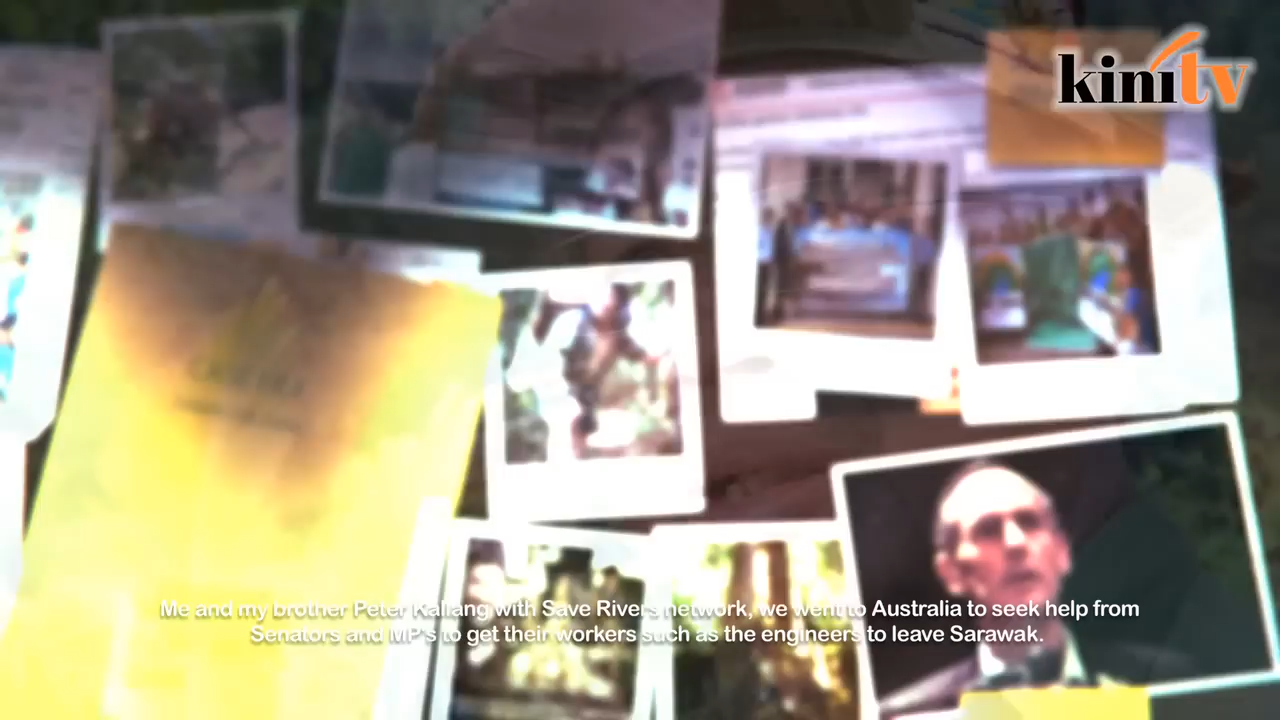 kinitv
Me and my brother Peter Kallang with Save Rivers network, we went to Australia to seek help from
Senators and MP's to get their workers such as the engineers to leave Sarawak.